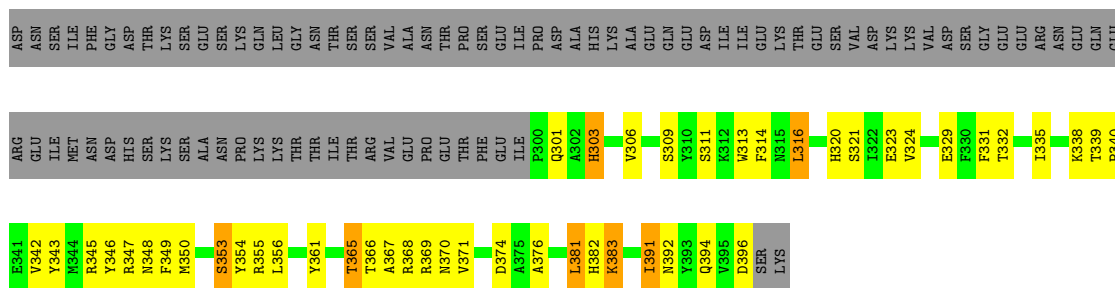 ASP ASN SER ILE PHE GLY ASP THR LYS SER GLU SER LYS GLN LEU GLY ASN THR SER SER VAL ALA ASN THR PRO SER GLU ILE PRO ASP ALA HIS LYS ALA GLU GLN GLU ASP ILE ILE GLU LYS THR GLU SER VAL ASP LYS LYS VAL ASP SER GLY GLU GLU ARG ASN GLU GLN GLU
ARG GLU ILE MET ASN ASP HIS SER LYS SER ALA ASN PRO LYS LYS THR THR ILE THR ARG VAL GLU PRO GLU THR PHE GLU ILE P300 Q301 A302 H303 V306 S309 Y310 S311 K312 W313 F314 N315 L316 H320 S321 I322 E323 V324 E329 F330 F331 T332 I335 K338 T339
E341 V342 Y343 M344 R345 Y346 R347 N348 F349 M350 S353 Y354 R355 L356 Y361 T365 T366 A367 R368 R369 N370 V371 D374 A375 A376 L381 H382 K383 I391 N392 Y393 Q394 V395 D396 SER LYS